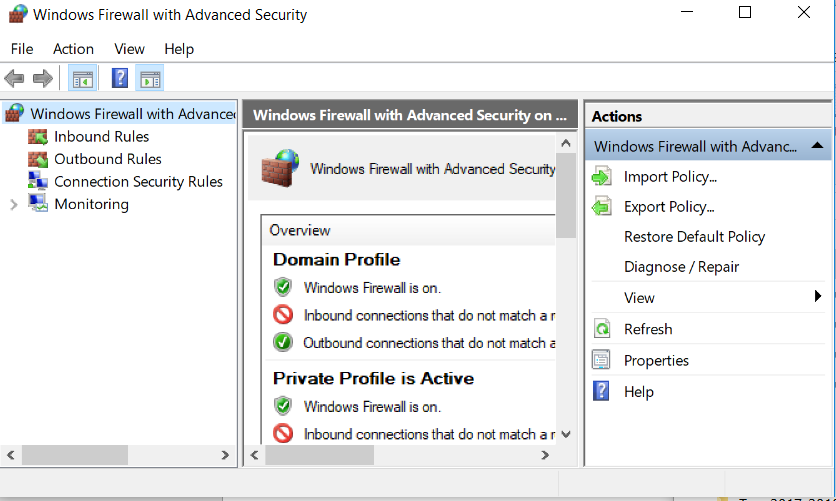 Windows Firewall with Advanced Security
File Action View Help
Windows Firewall with Advance
Inbound Rules
Outbound Rules
Connection Security Rules
Monitoring
Windows Firewall with Advanced Security on ...
Windows Firewall with Advanced Security
Overview
Domain Profile
Windows Firewall is on.
Inbound connections that do not match a r
Outbound connections that do not match a
Private Profile is Active
Windows Firewall is on.
Inbound connections that do not match a r
Actions
Windows Firewall with Advanc...
Import Policy...
Export Policy...
Restore Default Policy
Diagnose / Repair
View
Refresh
Properties
Help